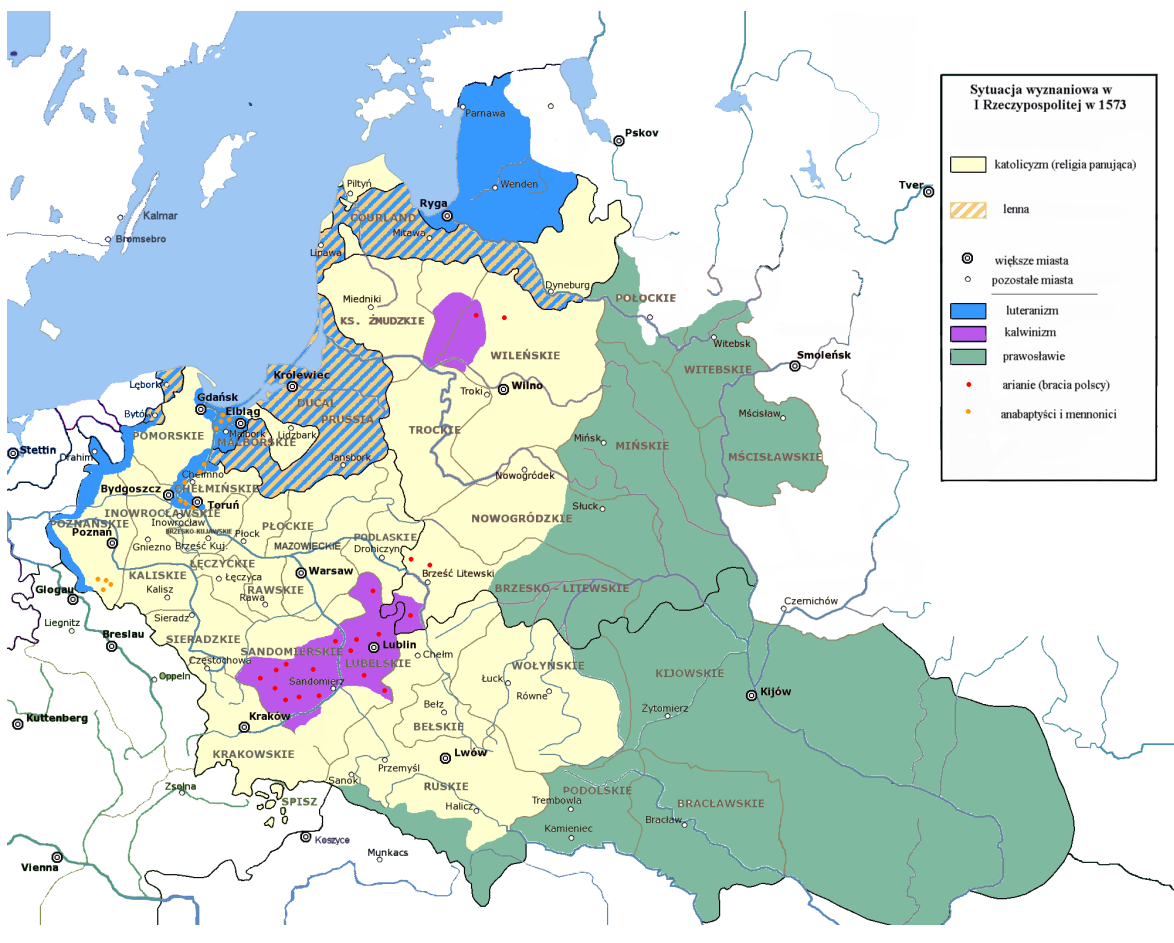 Sytuacja wyznaniowa w
I Rzeczypospolitej w 1573
katolicyzm (religia panująca)
lenna
większe miasta
pozostałe miasta
luteranizm
kalwinizm
prawosławie
arianie (bracia polscy)
anabaptyści i mennonici
Parnawa
Pskov
Wenden
Tver
Piltyń
Kalmar
Ryga
COURLAND
Bromsebro
Mitawa
Lipawa
Dyneburg
Miedniki
POŁOCKIE
KS. ŻMUDZKIE
Witebsk
WILEŃSKIE
Smoleńsk
WITEBSKIE
Królewiec
Lębork
Wilno
Troki
Gdańsk
DUCAL
Elbląg
PRUSSIA
Bytów
Mścisław
Malbork
Lidzbark
POMORSKIE
MALBORSKIE
TROCKIE
Mińsk
MIŃSKIE
Stettin
Drahim
MŚCISŁAWSKIE
Jansbork
Chełmno
Nowogródek
Bydgoszcz
CHEŁMIŃSKIE
Toruń
Słuck
INOWROCŁAWSKIE
NOWOGRÓDZKIE
POZNAŃSKIE
Inowrocław
PŁOCKIE
BRZESKO-KUJAWSKIE
Poznań
Płock
PODLASKIE
Gniezno
Brześć Kuj.
MAZOWIECKIE
Drohiczyn
ŁĘCZYCKIE
Warsaw
KALISKIE
Łęczyca
Brześć Litewski
Głogau
Kalisz
RAWSKIE
BRZESKO - LITEWSKIE
Rawa
Czernichów
Liegnitz
Sieradz
Breslau
SIERADZKIE
SANDOMIERSKIE
Lublin
Chełm
LUBELSKIE
Częstochowa
WOŁYŃSKIE
KIJOWSKIE
Oppeln
Łuck
Sandomierz
Równe
Kijów
Kuttenberg
Bełz
Żytomierz
Kraków
BEŁSKIE
KRAKOWSKIE
Lwów
Przemyśl
Sanok
Zsolna
RUSKIE
PODOLSKIE
SPISZ
Trembowla
BRACŁAWSKIE
Halicz
Bracław
Kamieniec
Koszyce
Munkacs
Vienna